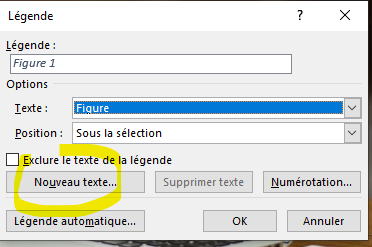 Légende
Légende :
Figure 1
Options
Texte : Figure
Position : Sous la sélection
Exclure le texte de la légende
Nouveau texte... Supprimer texte Numérotation...
Légende automatique... OK Annuler